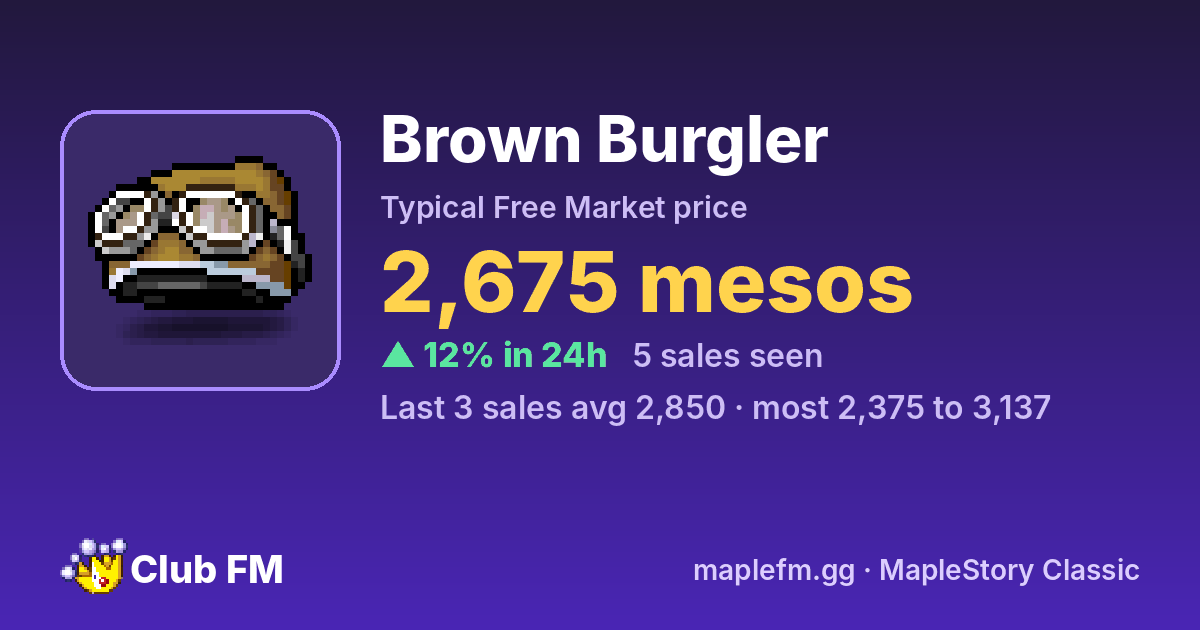 Brown Burgler
Typical Free Market price
2,675 mesos
▲ 12% in 24h 5 sales seen
Last 3 sales avg 2,850 · most 2,375 to 3,137
Club FM
maplefm.gg · MapleStory Classic